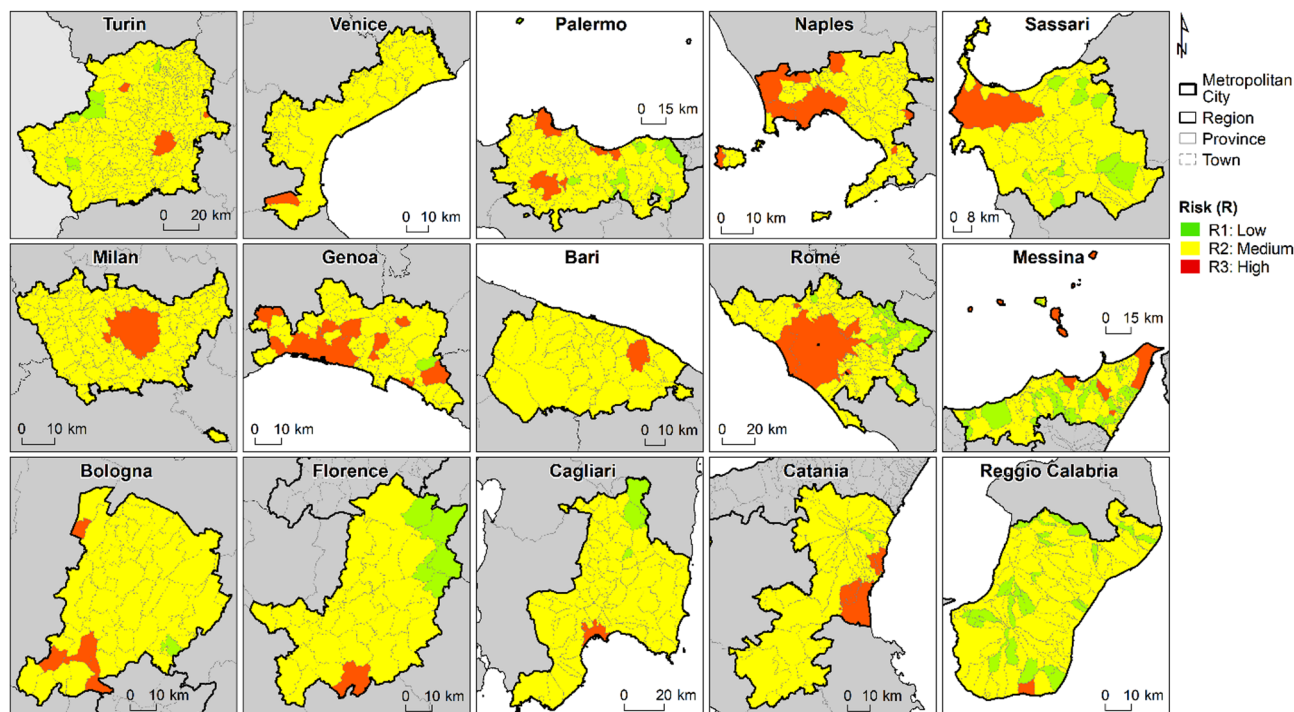 Turin
0 20 km
Venice
0 10 km
Palermo
0 15 km
Naples
0 10 km
Sassari
0 8 km
N
Metropolitan
City
Region
Province
Town
Risk (R)
R1: Low
R2: Medium
R3: High
Milan
0 10 km
Genoa
0 10 km
Bari
0 10 km
Rome
0 20 km
Messina
0 15 km
Bologna
0 10 km
Florence
0 10 km
Cagliari
0 20 km
Catania
0 10 km
Reggio Calabria
0 10 km